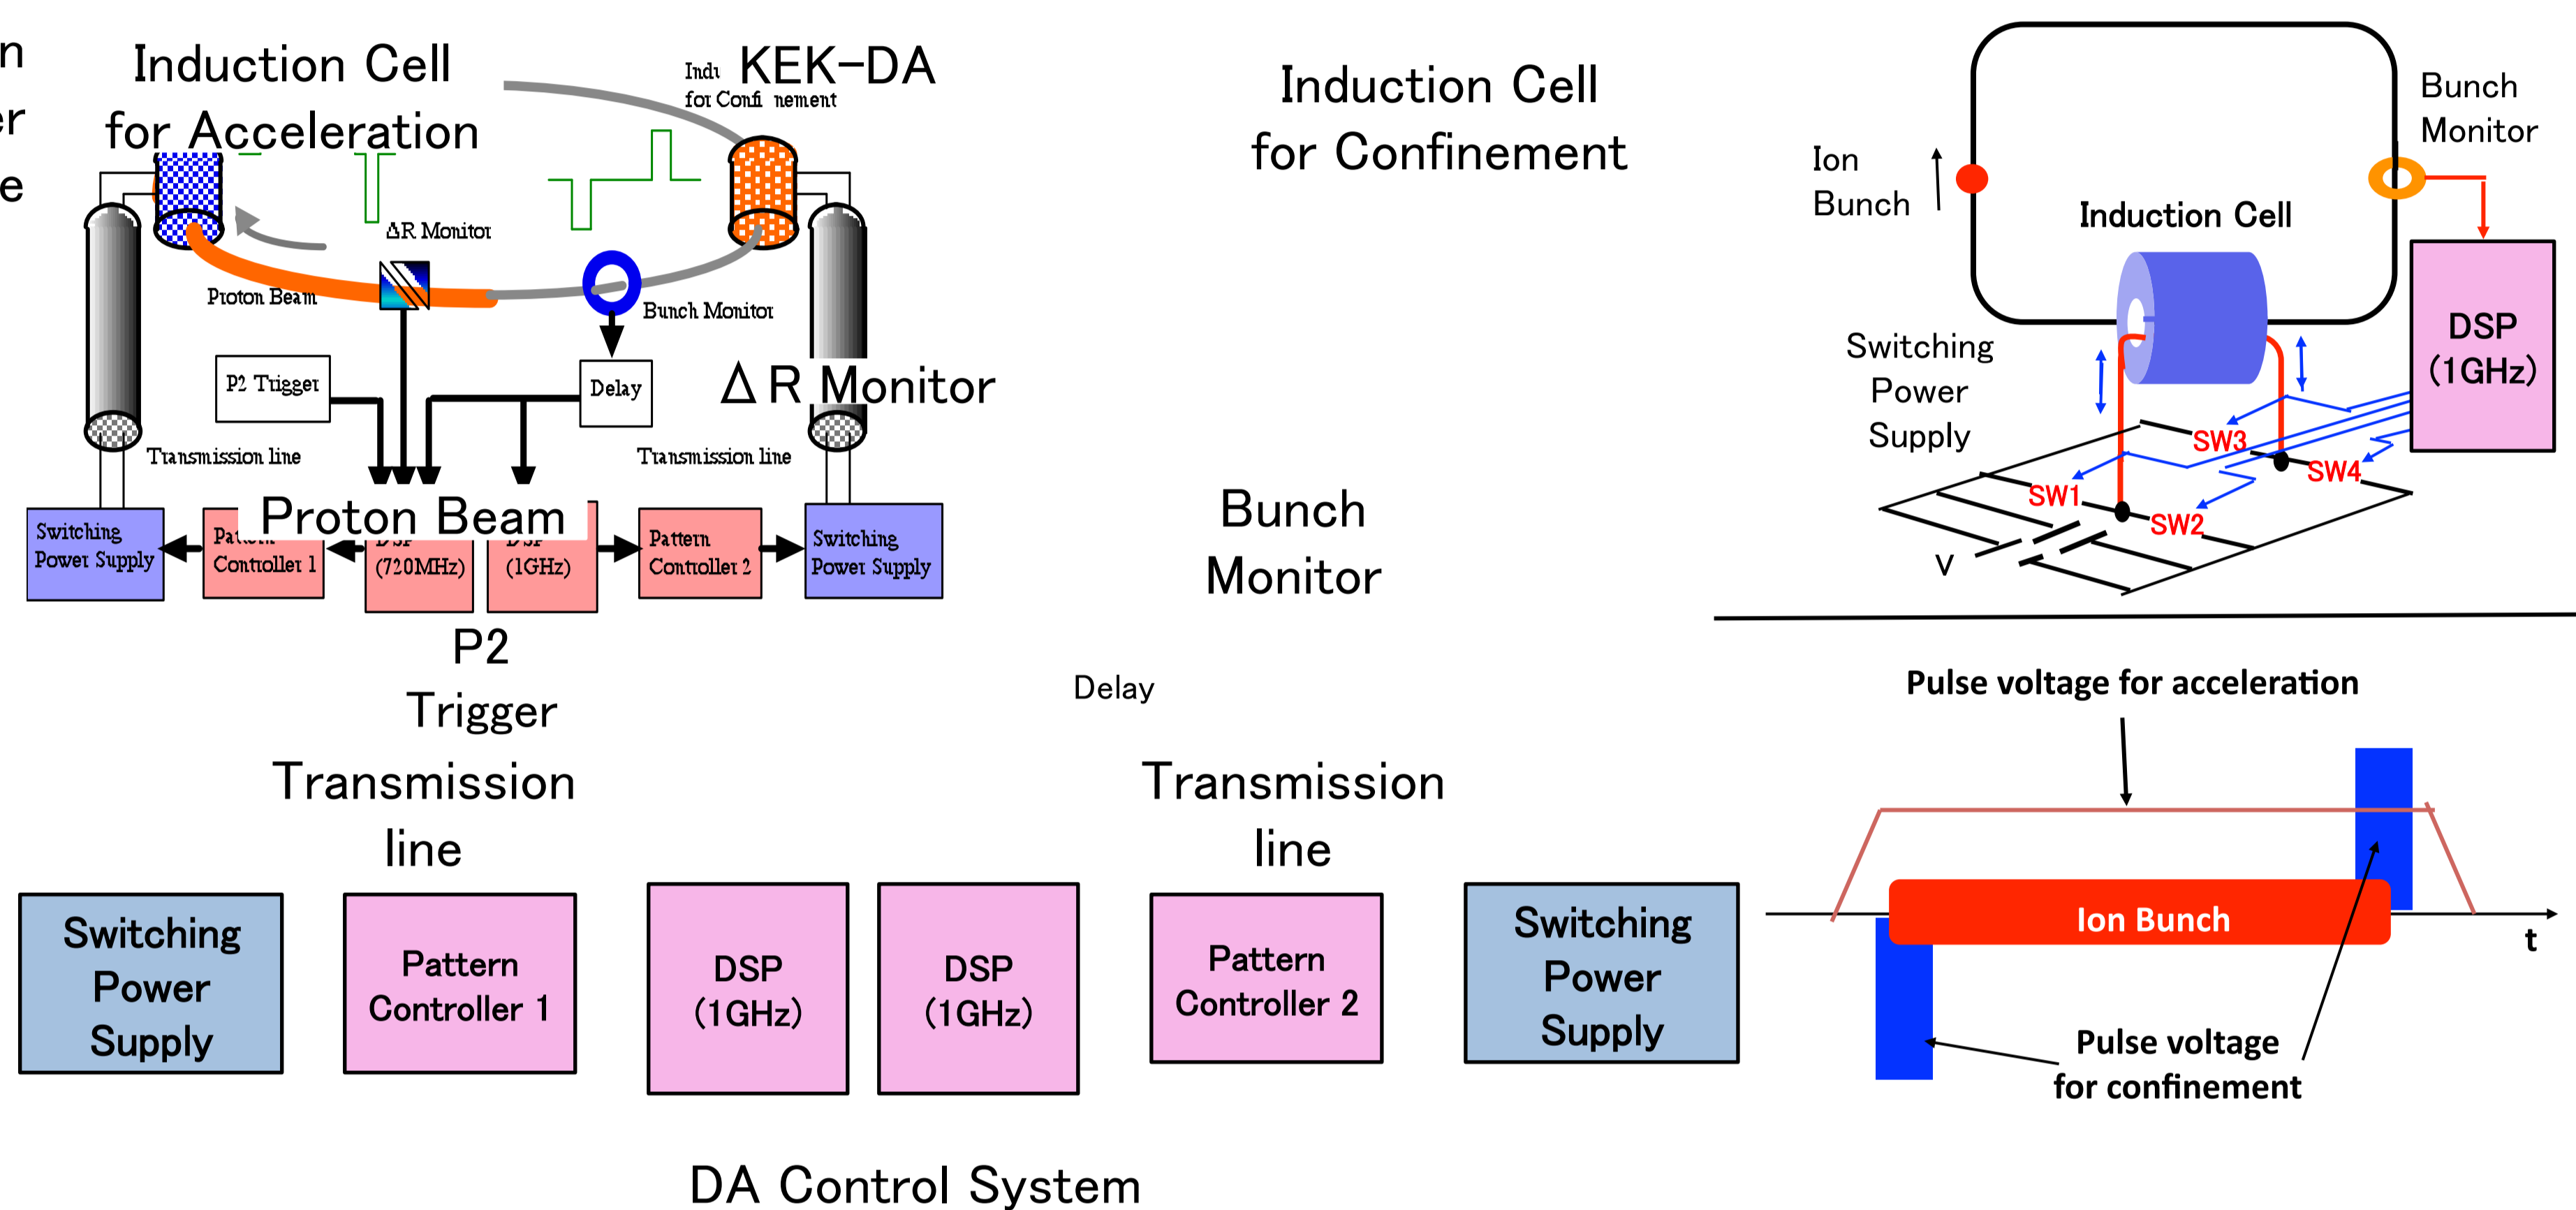 Induction Cell
for Acceleration
KEK-DA
for Confinement
ΔR Monitor
Proton Beam
Bunch Monitor
P2 Trigger
Delay
Δ R Monitor
Transmission line
Transmission line
Proton Beam
Switching
Power Supply
Controller 1
(720MHz)
(1GHz)
Pattern
Controller 2
Switching
Power Supply
P2
Trigger
Induction Cell
for Confinement
Bunch
Monitor
Delay
Transmission
line
Transmission
line
Switching
Power
Supply
Pattern
Controller 1
DSP
(1GHz)
DSP
(1GHz)
Pattern
Controller 2
Switching
Power
Supply
DA Control System
Bunch
Monitor
Ion
Bunch
Induction Cell
DSP
(1GHz)
Switching
Power
Supply
SW3
SW4
SW1
SW2
V
Pulse voltage for acceleration
Ion Bunch
t
Pulse voltage
for confinement